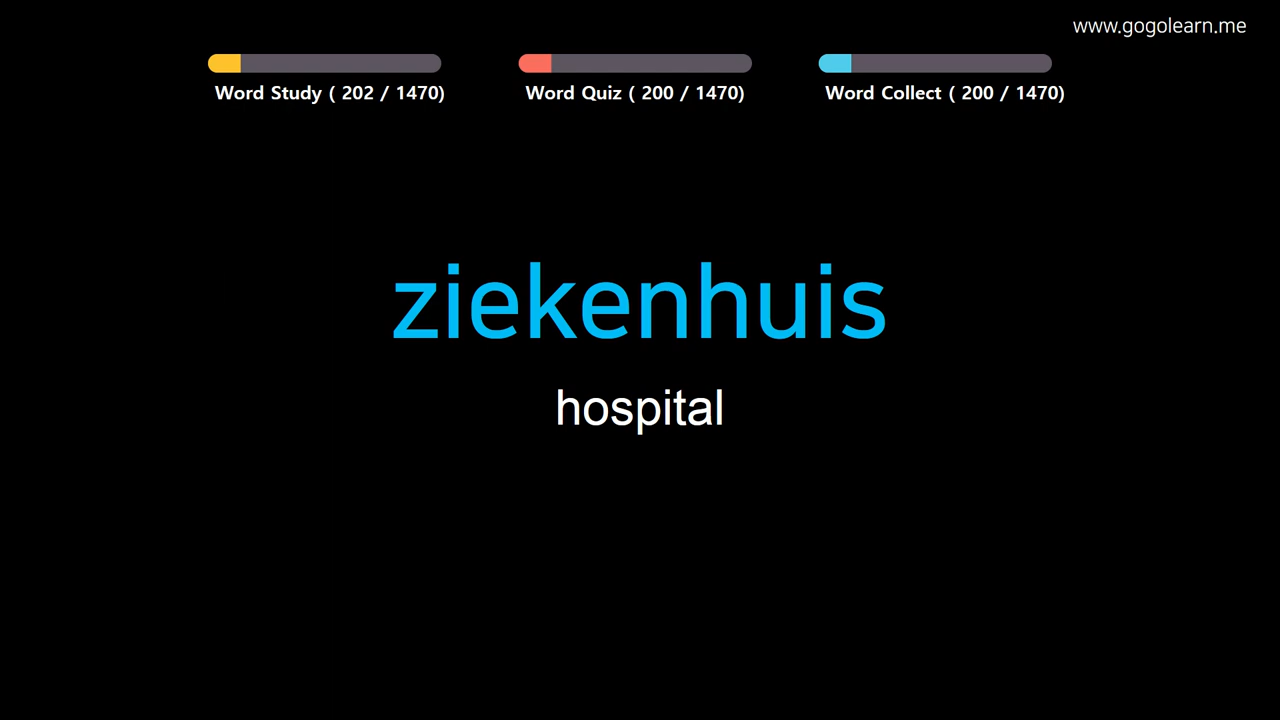 www.gogolearn.me
Word Study ( 202 / 1470)
Word Quiz ( 200 / 1470)
Word Collect ( 200 / 1470)
ziekenhuis
hospital